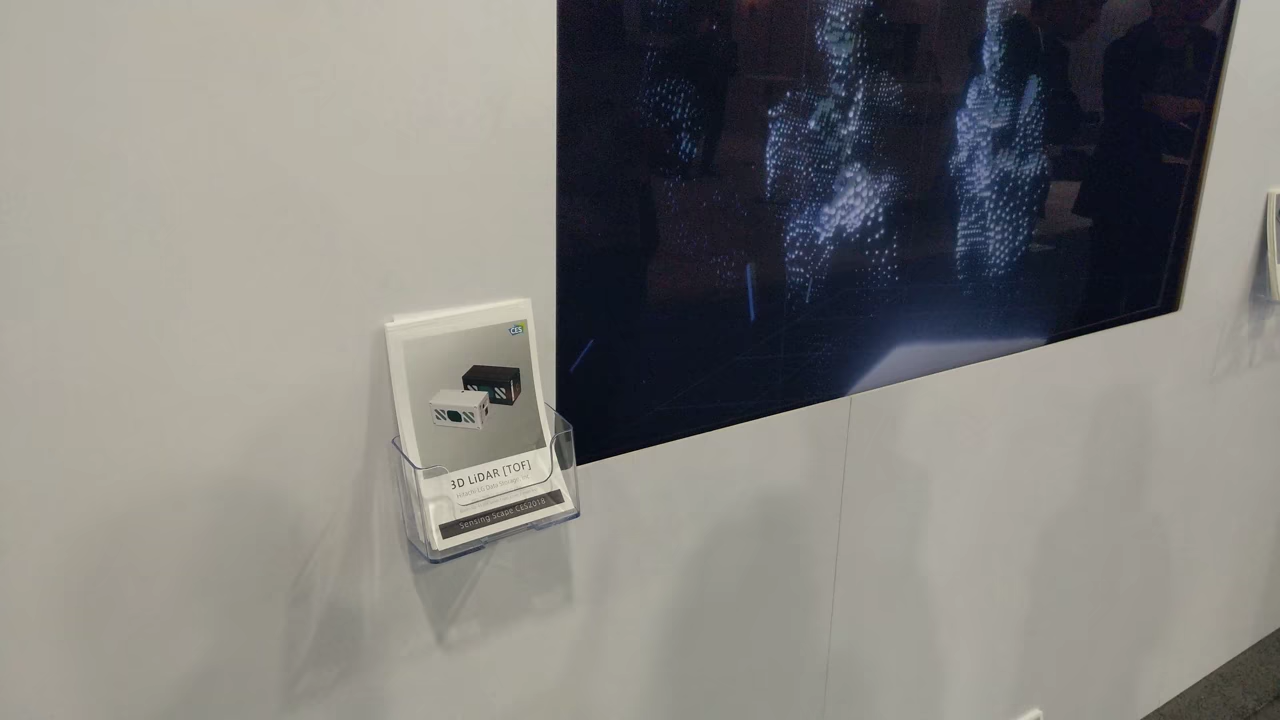 CES
3D LiDAR [TOF]
Hitachi-LG Data Storage, Inc.
Sensing Scape CES2018